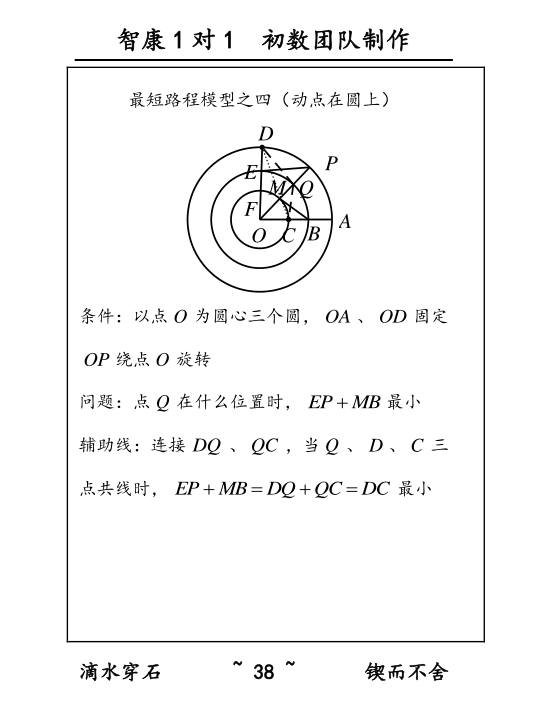 智康1对1 初数团队制作
最短路程模型之四（动点在圆上）
D
P
E
M Q
F
A
O C B
条件：以点 O 为圆心三个圆， OA 、 OD 固定
OP 绕点 O 旋转
问题：点 Q 在什么位置时， EP + MB 最小
辅助线：连接 DQ 、 QC ，当 Q 、 D 、 C 三
点共线时， EP + MB = DQ + QC = DC 最小
滴水穿石 ~ 38 ~ 锲而不舍